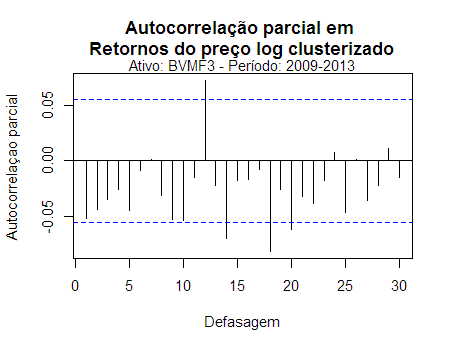 Autocorrelação parcial em
Retornos do preço log clusterizado
Ativo: BVMF3 - Período: 2009-2013
Autocorrelaçao parcial
0.05
0.00
-0.05
0 5 10 15 20 25 30
Defasagem